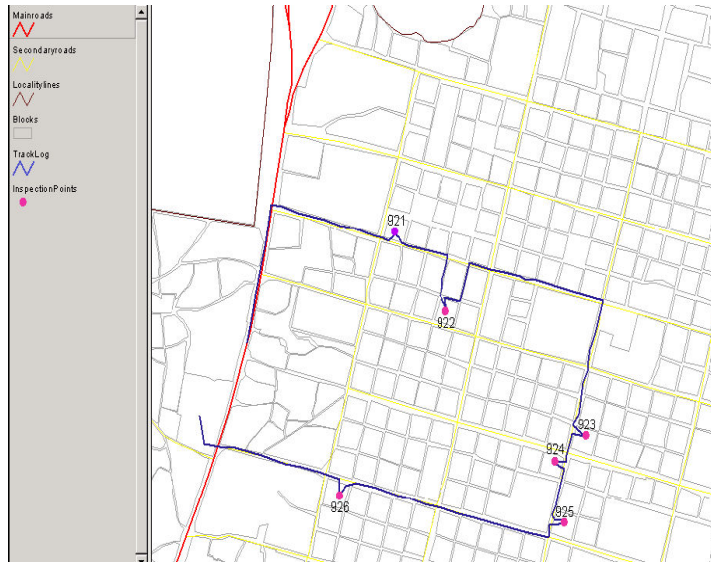 Mainroads
Secondaryroads
Localitylines
Blocks
TrackLog
InspectionPoints
921
922
923
924
925
926